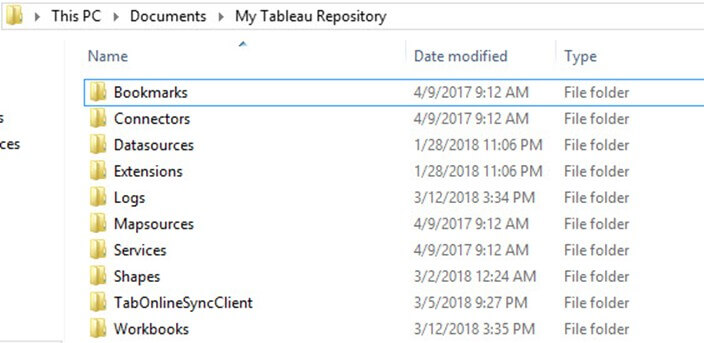 This PC > Documents > My Tableau Repository
Name Date modified Type
Bookmarks 4/9/2017 9:12 AM File folder
s Connectors 4/9/2017 9:12 AM File folder
ces Datasources 1/28/2018 11:06 PM File folder
Extensions 1/28/2018 11:06 PM File folder
Logs 3/12/2018 3:34 PM File folder
Mapsources 4/9/2017 9:12 AM File folder
Services 4/9/2017 9:12 AM File folder
Shapes 3/2/2018 12:24 AM File folder
TabOnlineSyncClient 3/5/2018 9:27 PM File folder
Workbooks 3/12/2018 3:35 PM File folder